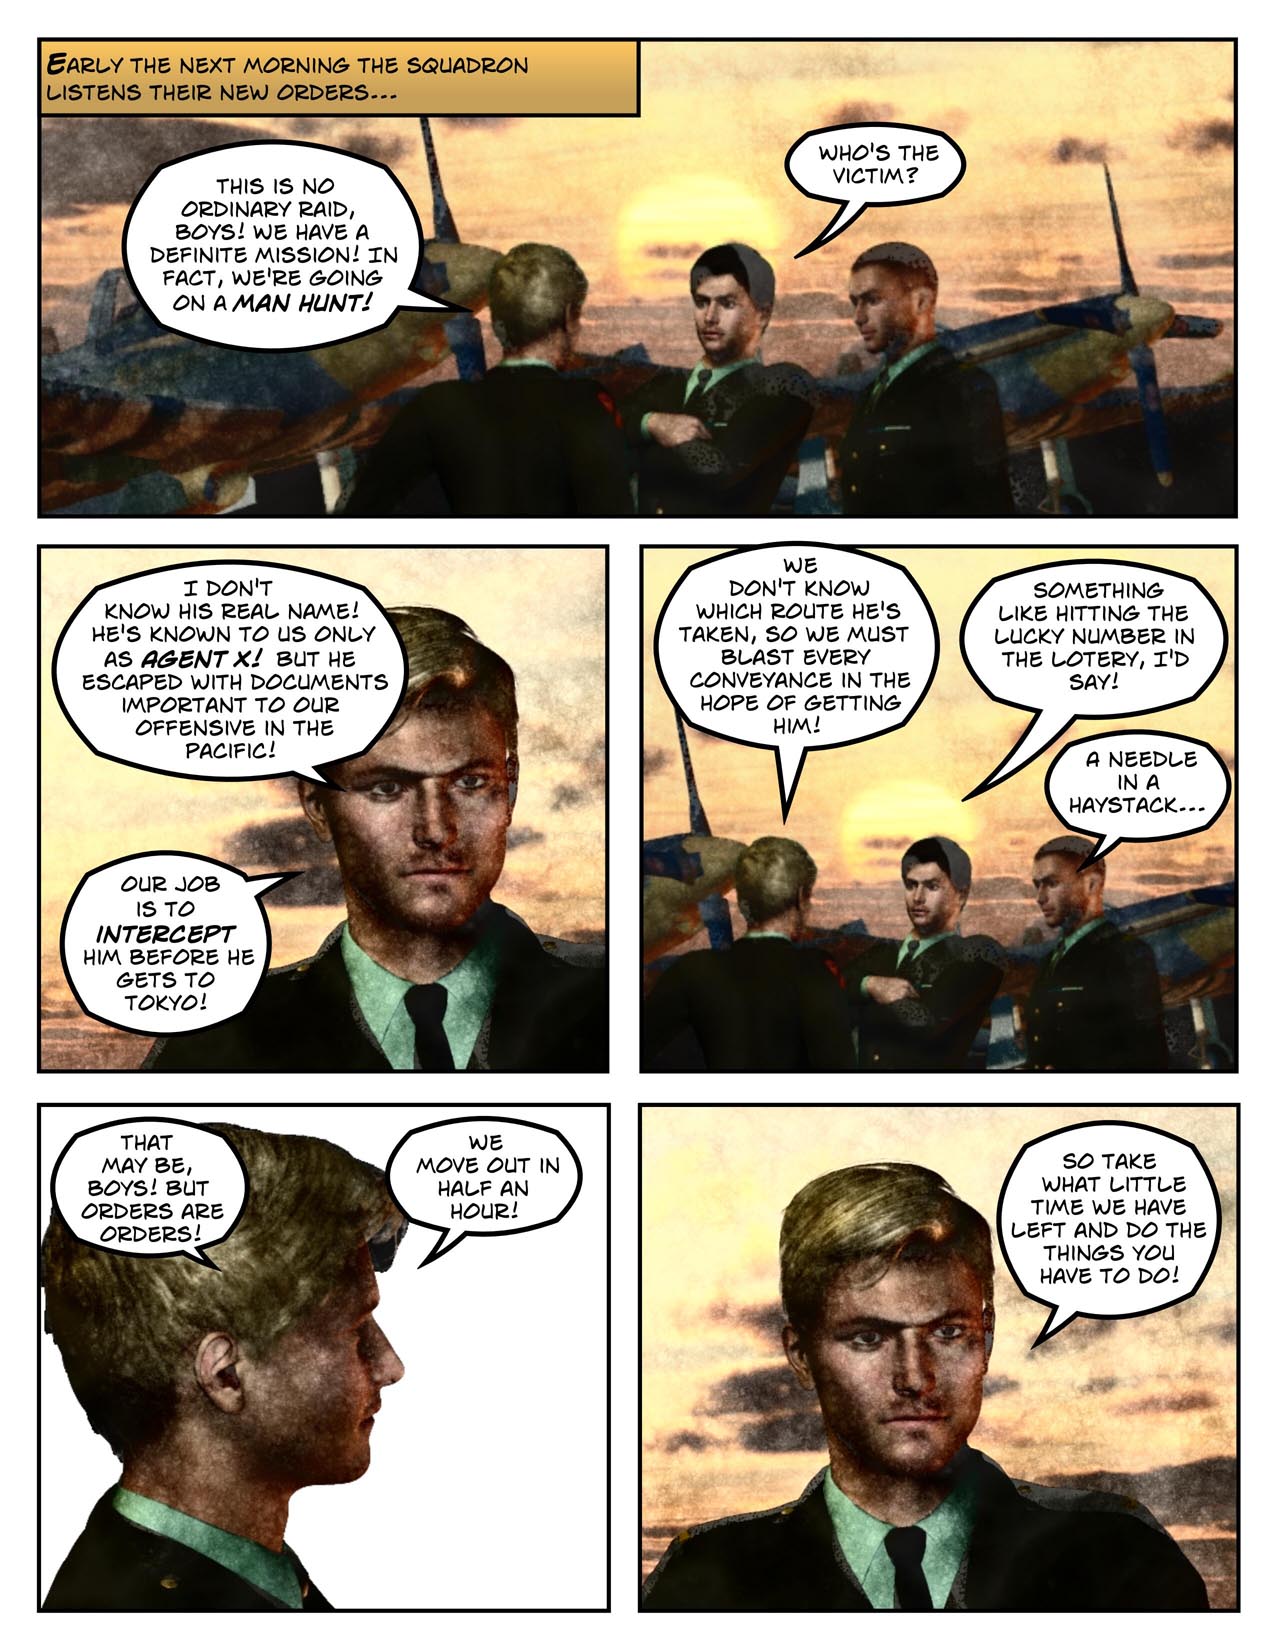 EARLY THE NEXT MORNING THE SQUADRON
LISTENS THEIR NEW ORDERS...
THIS IS NO
ORDINARY RAID,
BOYS! WE HAVE A
DEFINITE MISSION! IN
FACT, WE'RE GOING
ON A MAN HUNT!
WHO'S THE
VICTIM?
I DON'T
KNOW HIS REAL NAME!
HE'S KNOWN TO US ONLY
AS AGENT X! BUT HE
ESCAPED WITH DOCUMENTS
IMPORTANT TO OUR
OFFENSIVE IN THE
PACIFIC!
OUR JOB
IS TO
INTERCEPT
HIM BEFORE HE
GETS TO
TOKYO!
WE
DON'T KNOW
WHICH ROUTE HE'S
TAKEN, SO WE MUST
BLAST EVERY
CONVEYANCE IN THE
HOPE OF GETTING
HIM!
SOMETHING
LIKE HITTING THE
LUCKY NUMBER IN
THE LOTERY, I'D
SAY!
A NEEDLE
IN A
HAYSTACK...
THAT
MAY BE,
BOYS! BUT
ORDERS ARE
ORDERS!
WE
MOVE OUT IN
HALF AN
HOUR!
SO TAKE
WHAT LITTLE
TIME WE HAVE
LEFT AND DO THE
THINGS YOU
HAVE TO DO!